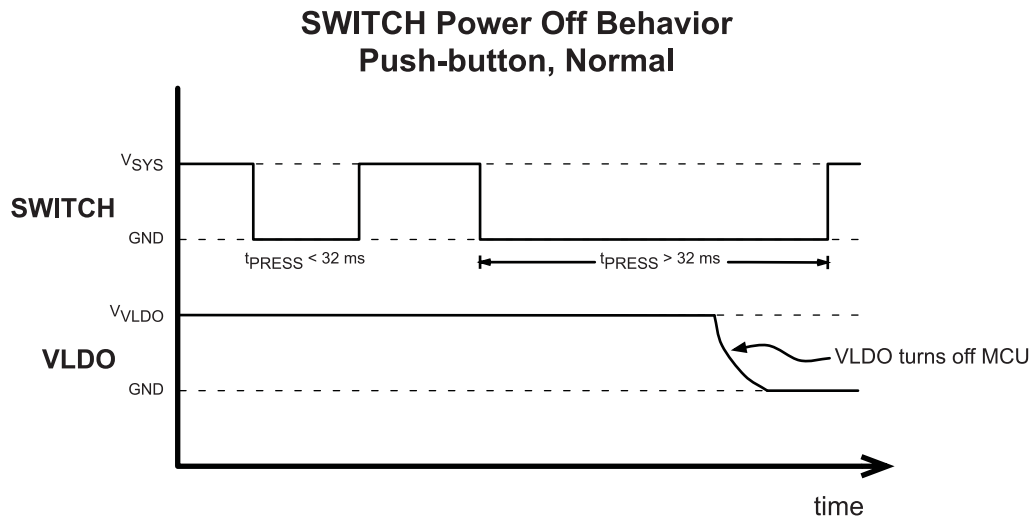 SWITCH Power Off Behavior
Push-button, Normal
VSYS
SWITCH
GND
tPRESS < 32 ms
tPRESS > 32 ms
VVLDO
VLDO
VLDO turns off MCU
GND
time